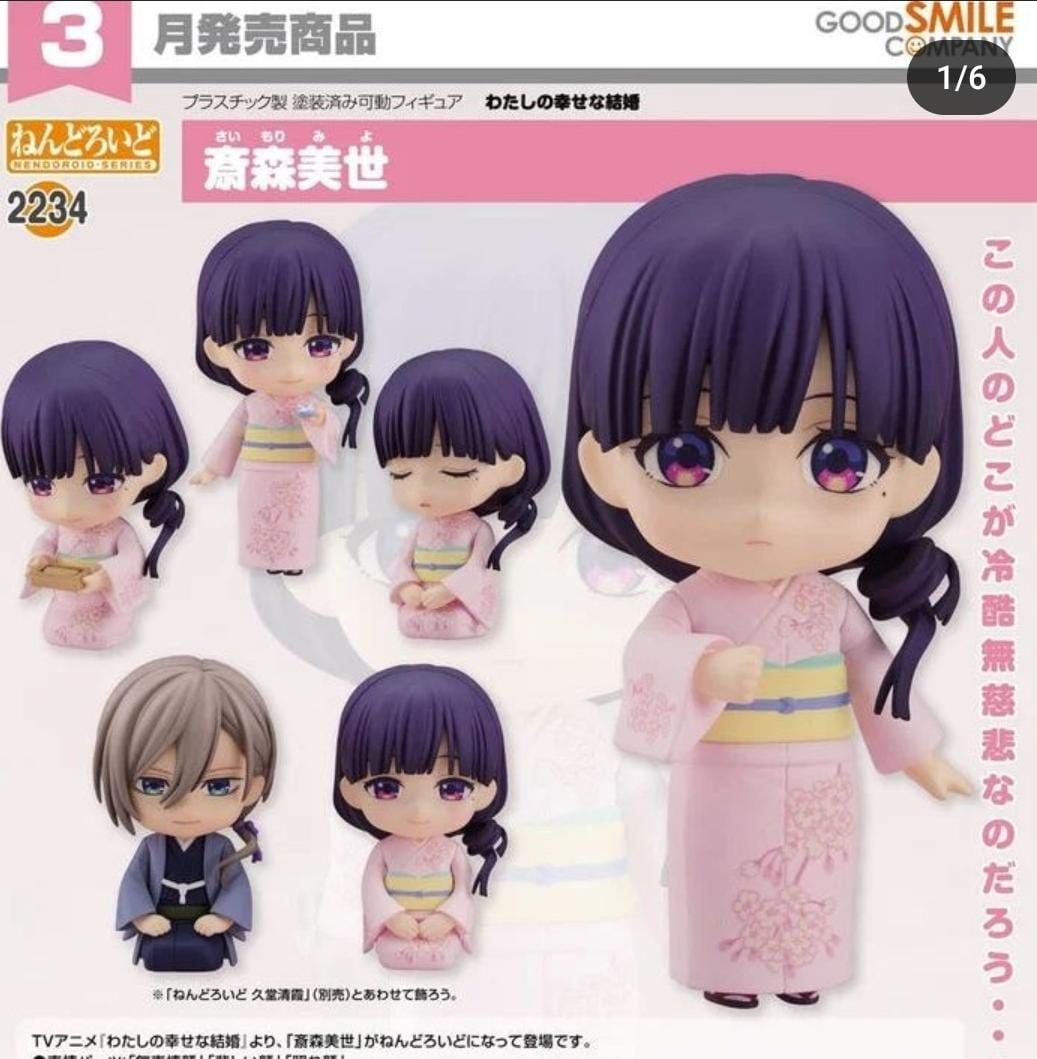 3
月発売商品
GOOD SMILE
COMPANY
1/6
プラスチック製 塗装済み可動フィギュア わたしの幸せな結婚
ねんどろいど
NENDOROID・SERIES
2234
さい もり み よ
斎森美世
この人のどこが冷酷無慈悲なのだろう・・
※「ねんどろいど 久堂清霞」（別売）とあわせて飾ろう。
TVアニメ『わたしの幸せな結婚』より、「斎森美世」がねんどろいどになって登場です。